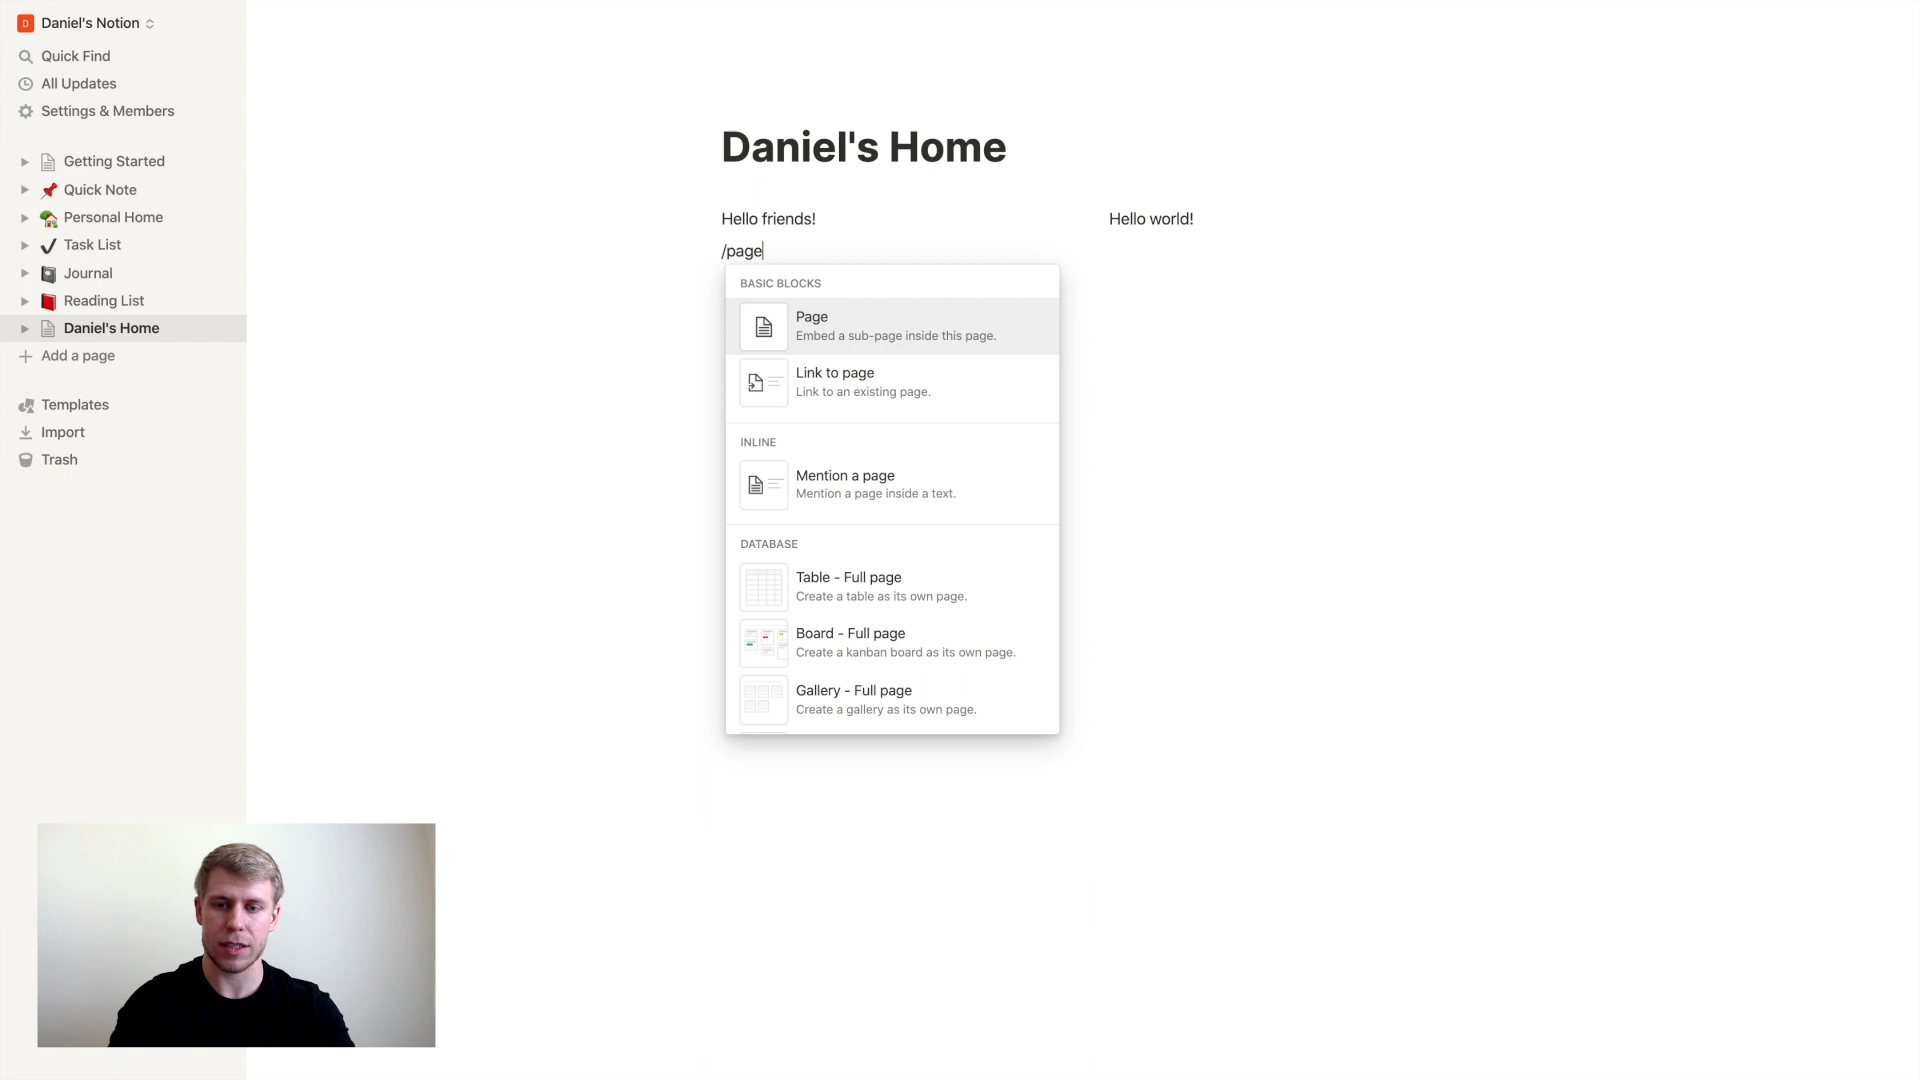 D Daniel's Notion
Quick Find
All Updates
Settings & Members
Getting Started
Quick Note
Personal Home
Task List
Journal
Reading List
Daniel's Home
Add a page
Templates
Import
Trash
Daniel's Home
Hello friends!
Hello world!
/page
BASIC BLOCKS
Page
Embed a sub-page inside this page.
Link to page
Link to an existing page.
INLINE
Mention a page
Mention a page inside a text.
DATABASE
Table - Full page
Create a table as its own page.
Board - Full page
Create a kanban board as its own page.
Gallery - Full page
Create a gallery as its own page.